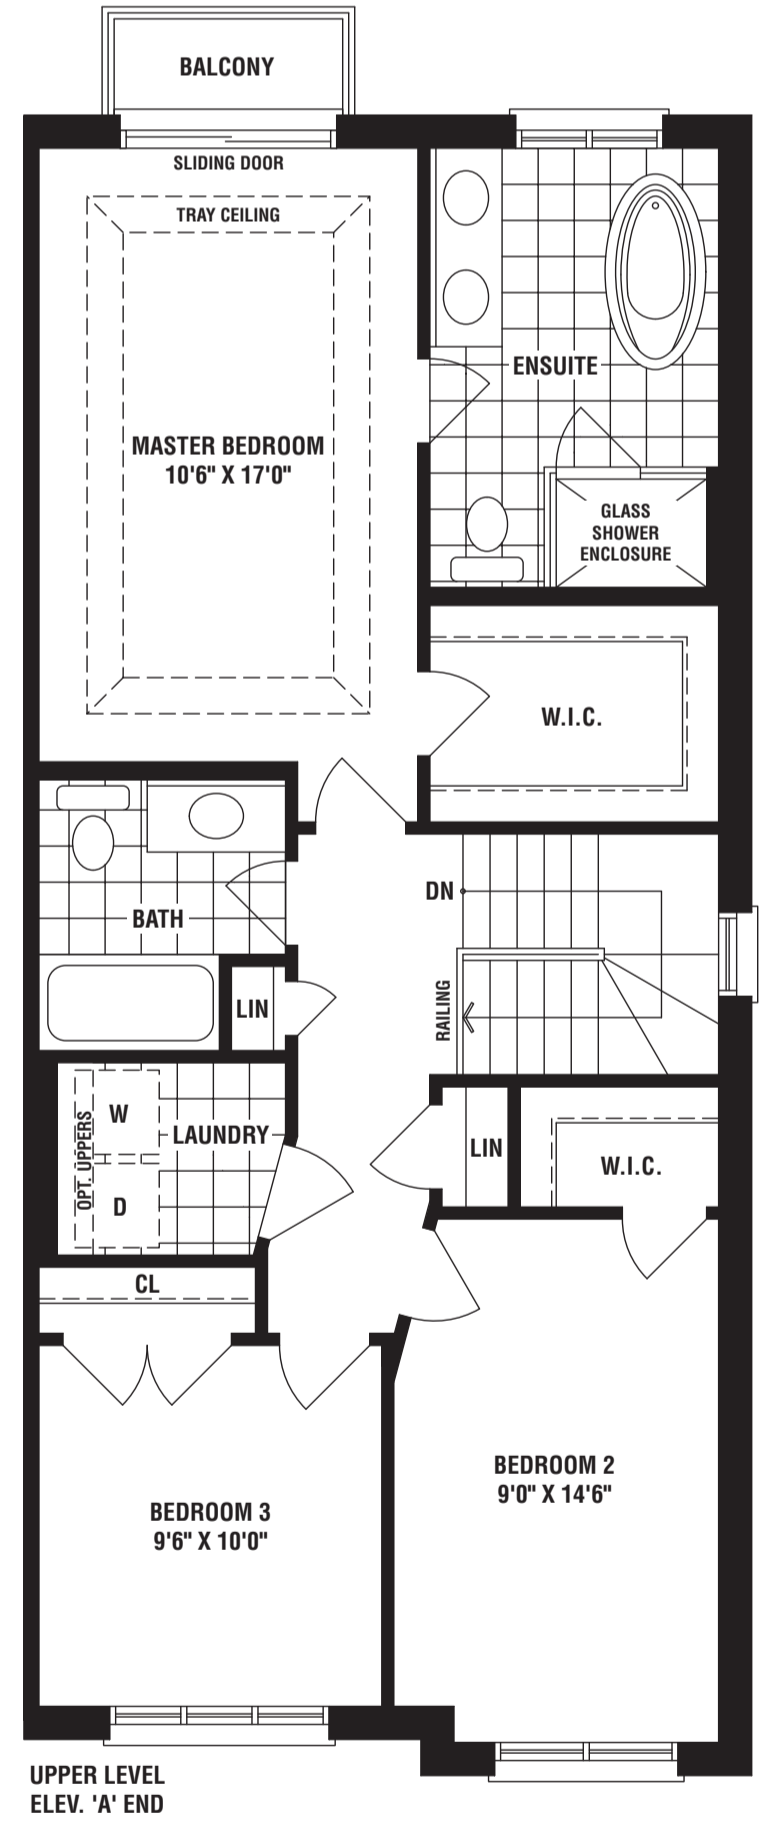 BALCONY
SLIDING DOOR
TRAY CEILING
ENSUITE
MASTER BEDROOM
10'6" X 17'0"
GLASS
SHOWER
ENCLOSURE
W.I.C.
DN
BATH
RAILING
LIN
W
OPT. UPPERS
LAUNDRY
LIN
W.I.C.
D
CL
BEDROOM 2
9'0" X 14'6"
BEDROOM 3
9'6" X 10'0"
UPPER LEVEL
ELEV. 'A' END